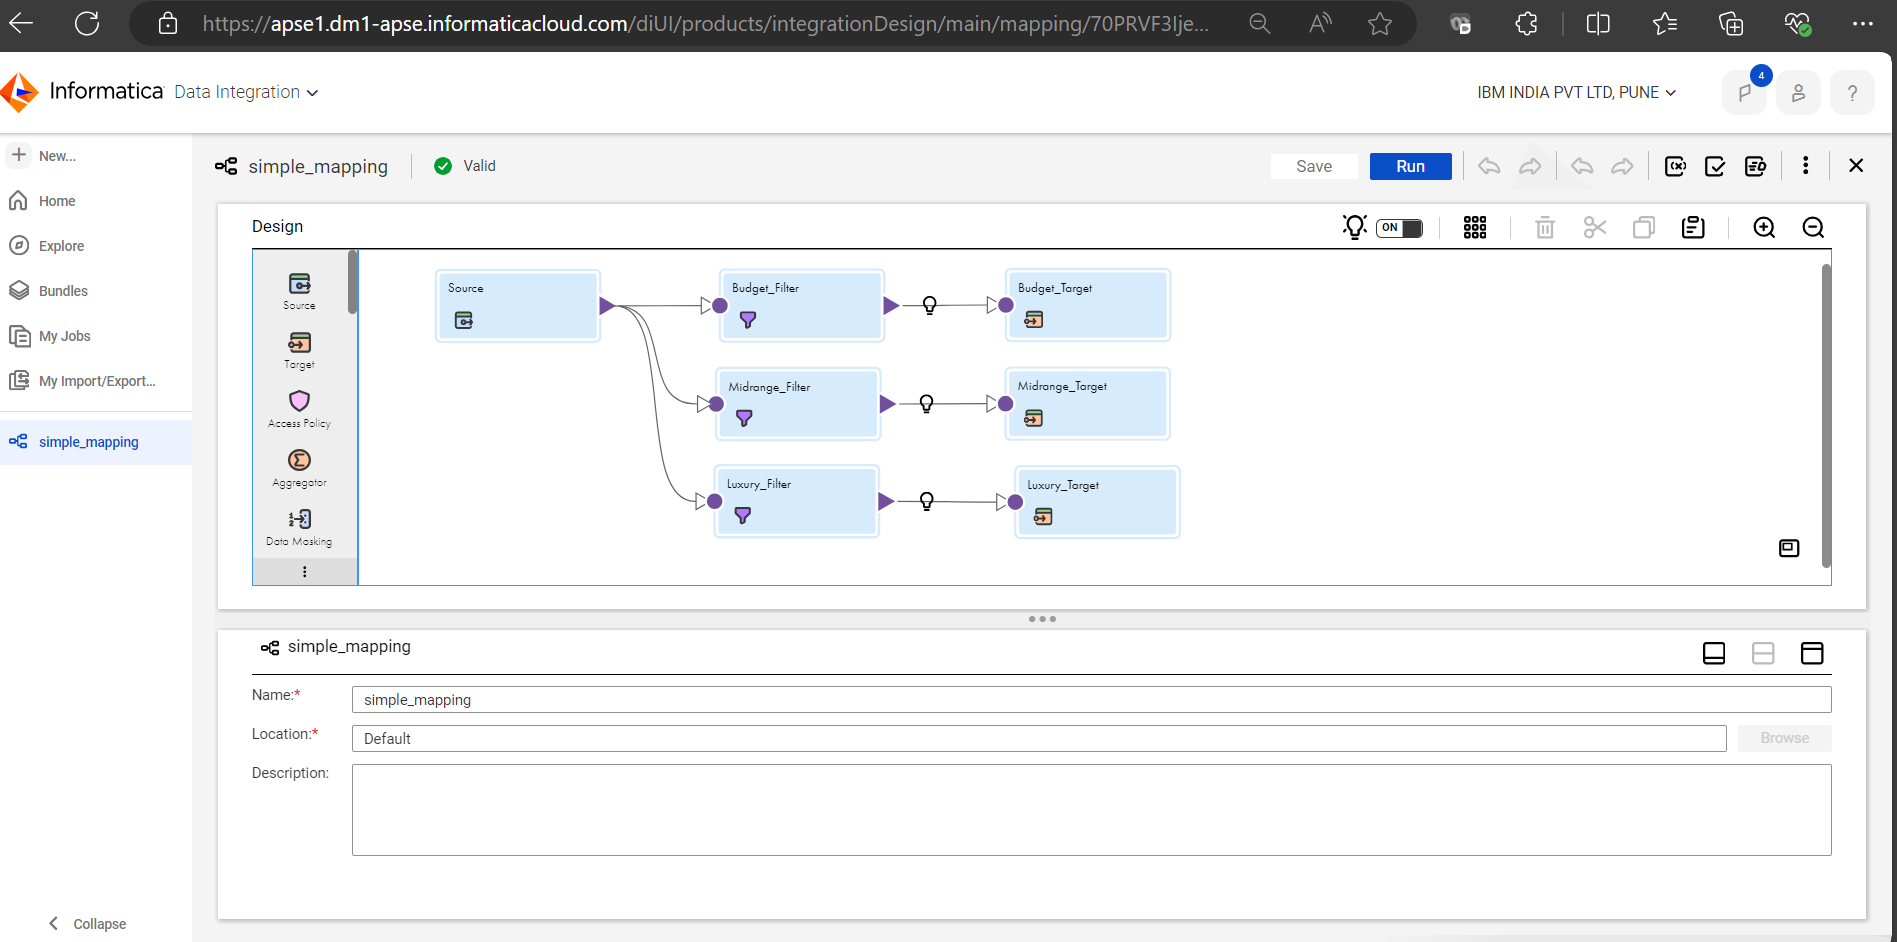 https://apse1.dm1-apse.informaticacloud.com/diUI/products/integrationDesign/main/mapping/70PRVF3Ije...
Informatica Data Integration
IBM INDIA PVT LTD, PUNE
4
?
New...
Home
Explore
Bundles
My Jobs
My Import/Export...
simple_mapping
Collapse
simple_mapping
Valid
Save
Run
Design
ON
Source
Target
Access Policy
Aggregator
Data Masking
Source
Budget_Filter
Budget_Target
Midrange_Filter
Midrange_Target
Luxury_Filter
Luxury_Target
simple_mapping
Name:*
simple_mapping
Location:*
Default
Browse
Description: